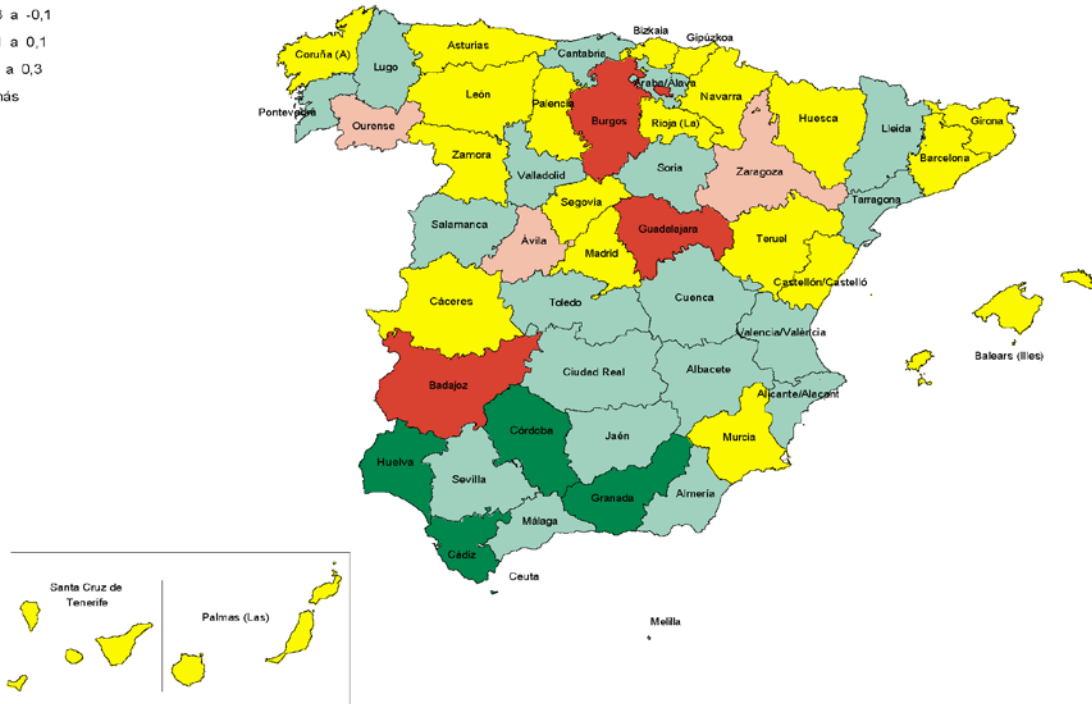 a -0,1
a 0,1
a 0,3
Bizkaia
Gipúzkoa
Coruña (A)
Asturias
Cantabria
Lugo
Araba/Álava
León
Navarra
Palencia
Huesca
Girona
Pontevedra
Ourense
Burgos
Rioja (La)
Lleida
Zamora
Barcelona
Valladolid
Soria
Zaragoza
Segovia
Tarragona
Salamanca
Ávila
Guadalajara
Teruel
Madrid
Castellón/Castelló
Cáceres
Toledo
Cuenca
Valencia/València
Balears (Illes)
Ciudad Real
Albacete
Badajoz
Alicante/Alacant
Córdoba
Jaén
Murcia
Huelva
Sevilla
Granada
Almería
Málaga
Cádiz
Ceuta
Santa Cruz de
Tenerife
Palmas (Las)
Melilla